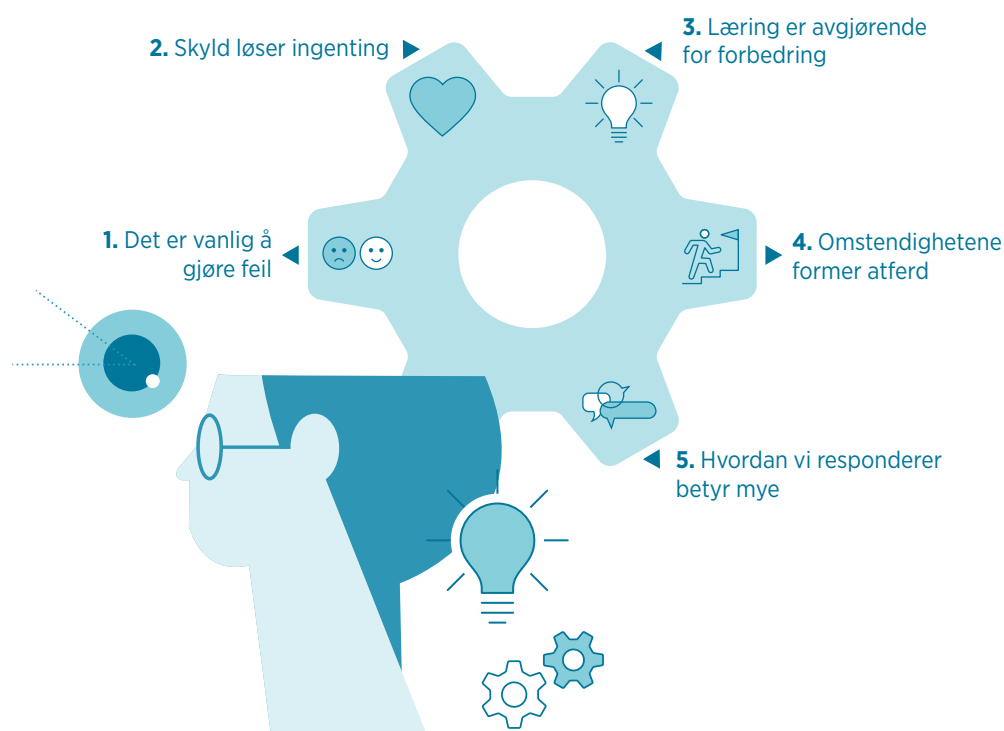 1. Det er vanlig å
gjøre feil
2. Skyld løser ingenting
3. Læring er avgjørende
for forbedring
4. Omstendighetene
former atferd
5. Hvordan vi responderer
betyr mye